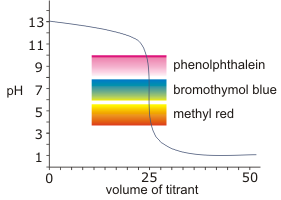 13
11
phenolphthalein
9
pH
7
bromothymol blue
5
methyl red
3
1
0
25
50
volume of titrant